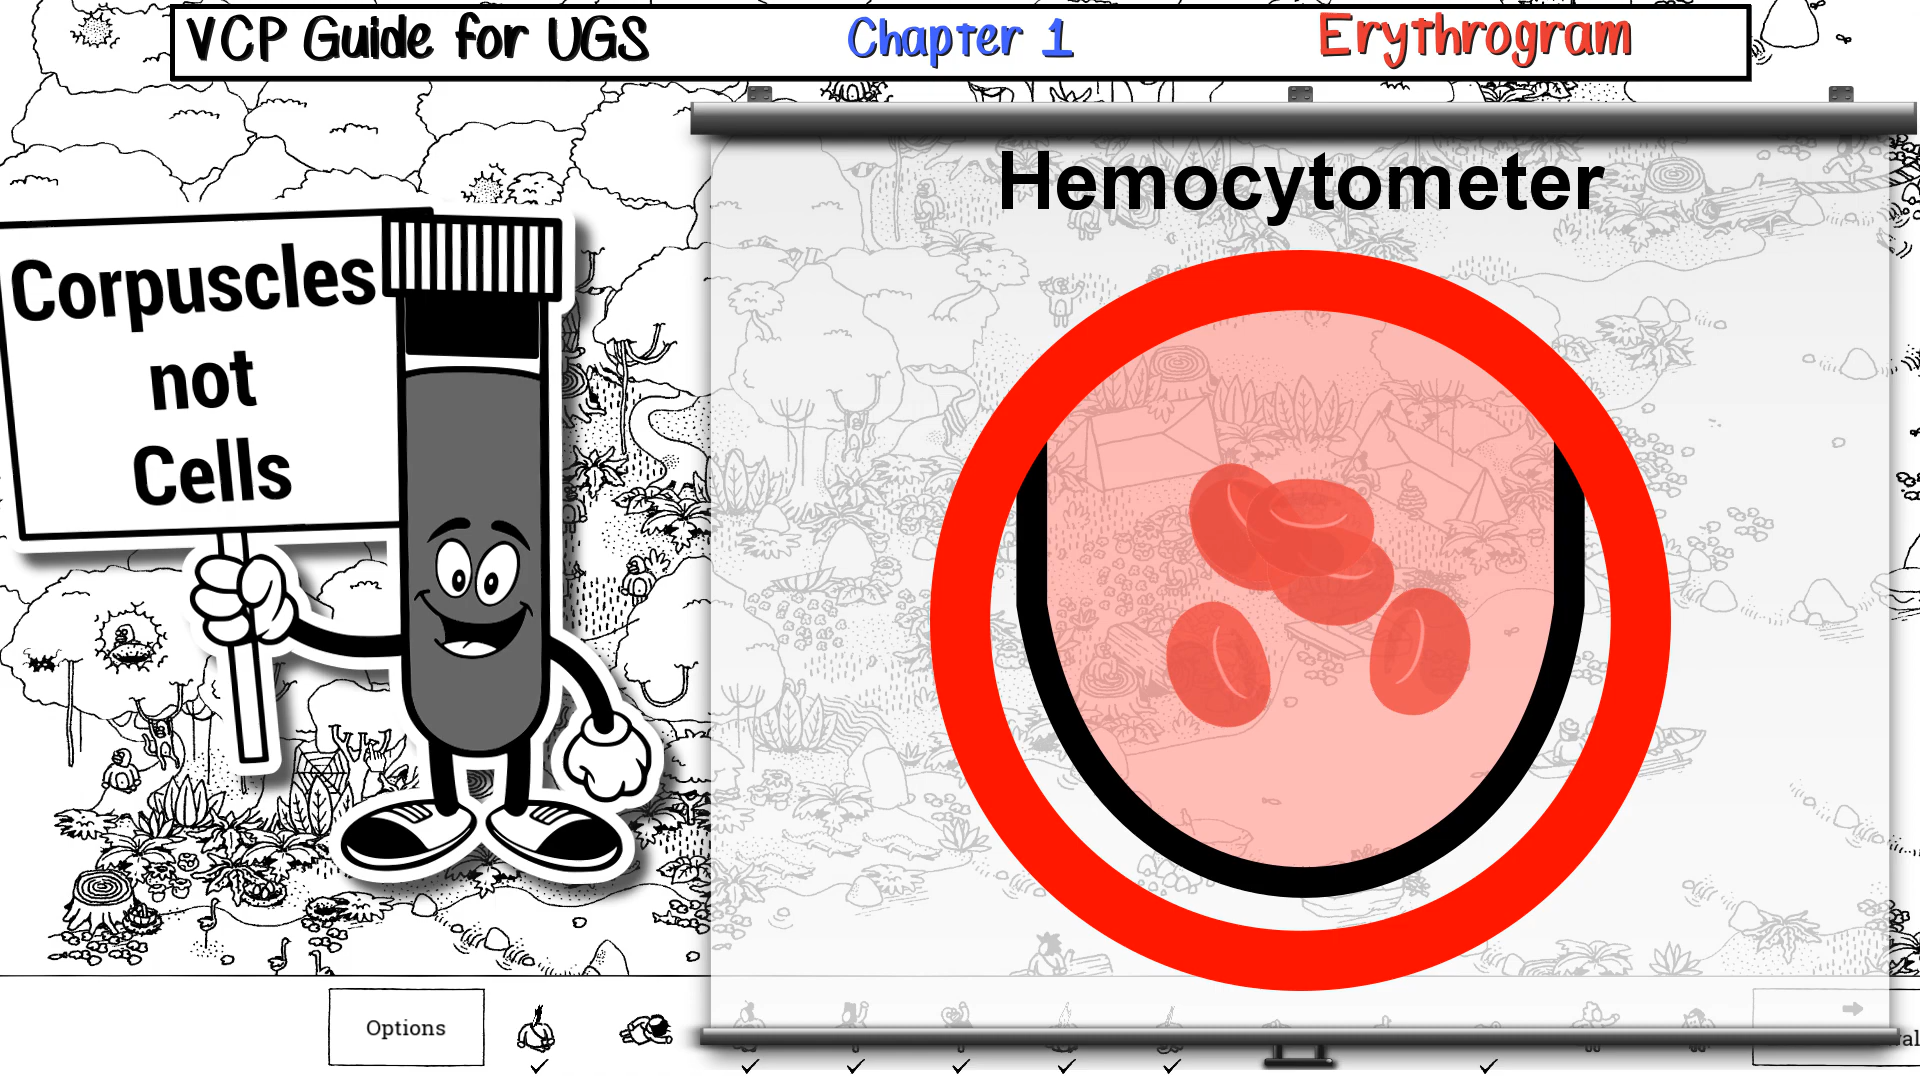 VCP Guide for UGS
Chapter 1
Erythrogram
Hemocytometer
Corpuscles
not
Cells
Options